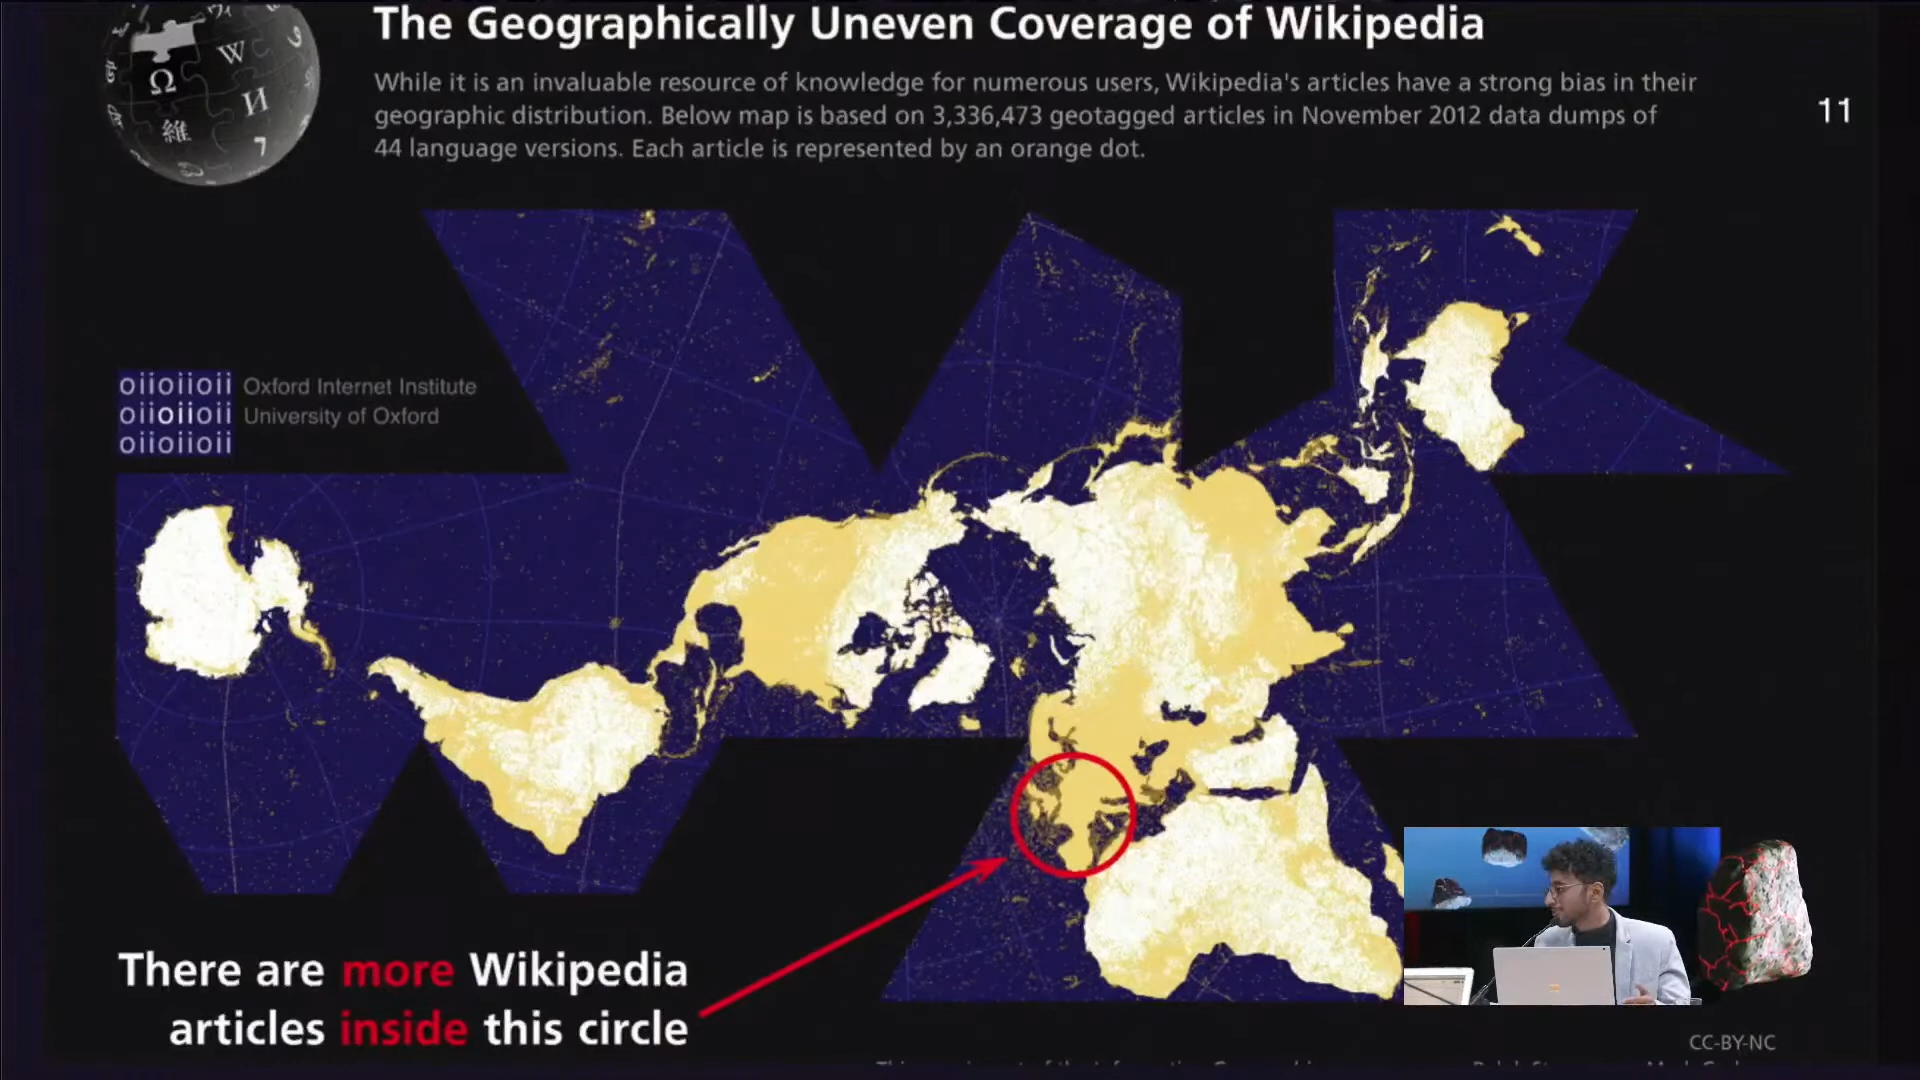 The Geographically Uneven Coverage of Wikipedia
While it is an invaluable resource of knowledge for numerous users, Wikipedia's articles have a strong bias in their
geographic distribution. Below map is based on 3,336,473 geotagged articles in November 2012 data dumps of
44 language versions. Each article is represented by an orange dot.
11
Ω
W
И
維
7
oiioiioii Oxford Internet Institute
oiioiioii University of Oxford
oiioiioii
There are more Wikipedia
articles inside this circle
CC-BY-NC